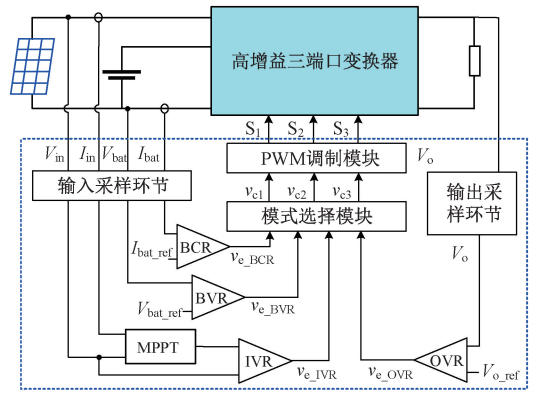 高增益三端口变换器
S1 S2 S3
Vin Iin Vbat Ibat
PWM调制模块
Vo
输入采样环节
vc1 vc2 vc3
输出采
样环节
模式选择模块
BCR
Ibat_ref
ve_BCR
Vo
BVR
Vbat_ref
ve_BVR
MPPT
IVR
ve_IVR
OVR
ve_OVR
Vo_ref